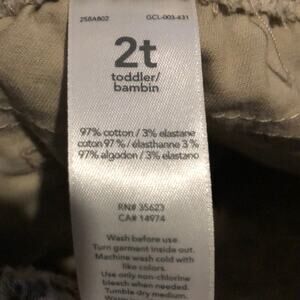 258A802 GCL-003-431
2t
toddler/
bambin
97% cotton / 3% elastane
coton 97% / élasthanne 3%
97% algodon / 3% elastano
RN# 35623
CA# 14974
Wash before use.
Turn garment inside out.
Machine wash cold with
like colors.
Use only non-chlorine
bleach when needed.
Tumble dry medium.